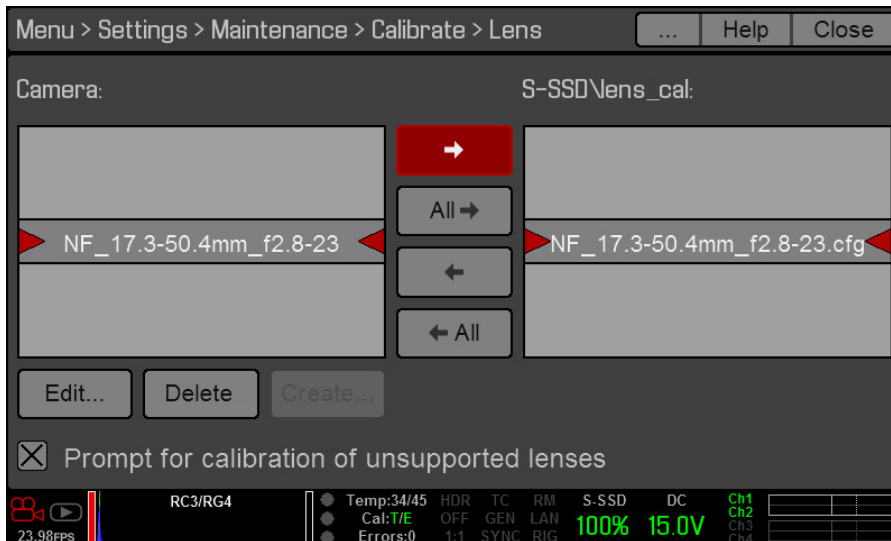 Menu > Settings > Maintenance > Calibrate > Lens
...
Help
Close
Camera:
S-SSD\lens_cal:
All
NF_17.3-50.4mm_f2.8-23
NF_17.3-50.4mm_f2.8-23.cfg
All
Edit...
Delete
Create...
Prompt for calibration of unsupported lenses
RC3/RG4
Temp:34/45
HDR
TC
RM
S-SSD
DC
Ch1
Cal:T/E
OFF
GEN
LAN
100%
15.0V
Ch2
Ch3
23.98FPS
Errors:0
1:1
SYNC
RIG
Ch4